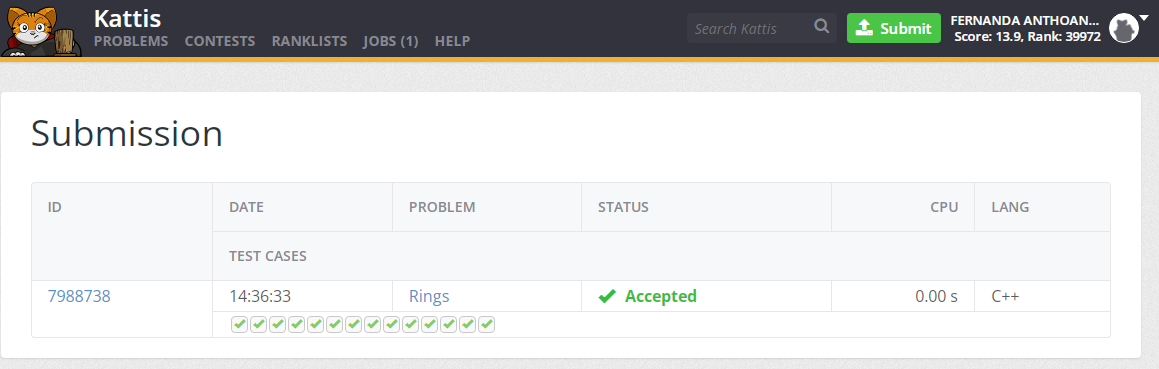 Kattis
PROBLEMS CONTESTS RANKLISTS JOBS (1) HELP
Search Kattis
Submit
FERNANDA ANTHOAN...
Score: 13.9, Rank: 39972
Submission
ID DATE PROBLEM STATUS CPU LANG
TEST CASES
7988738 14:36:33 Rings Accepted 0.00 s C++